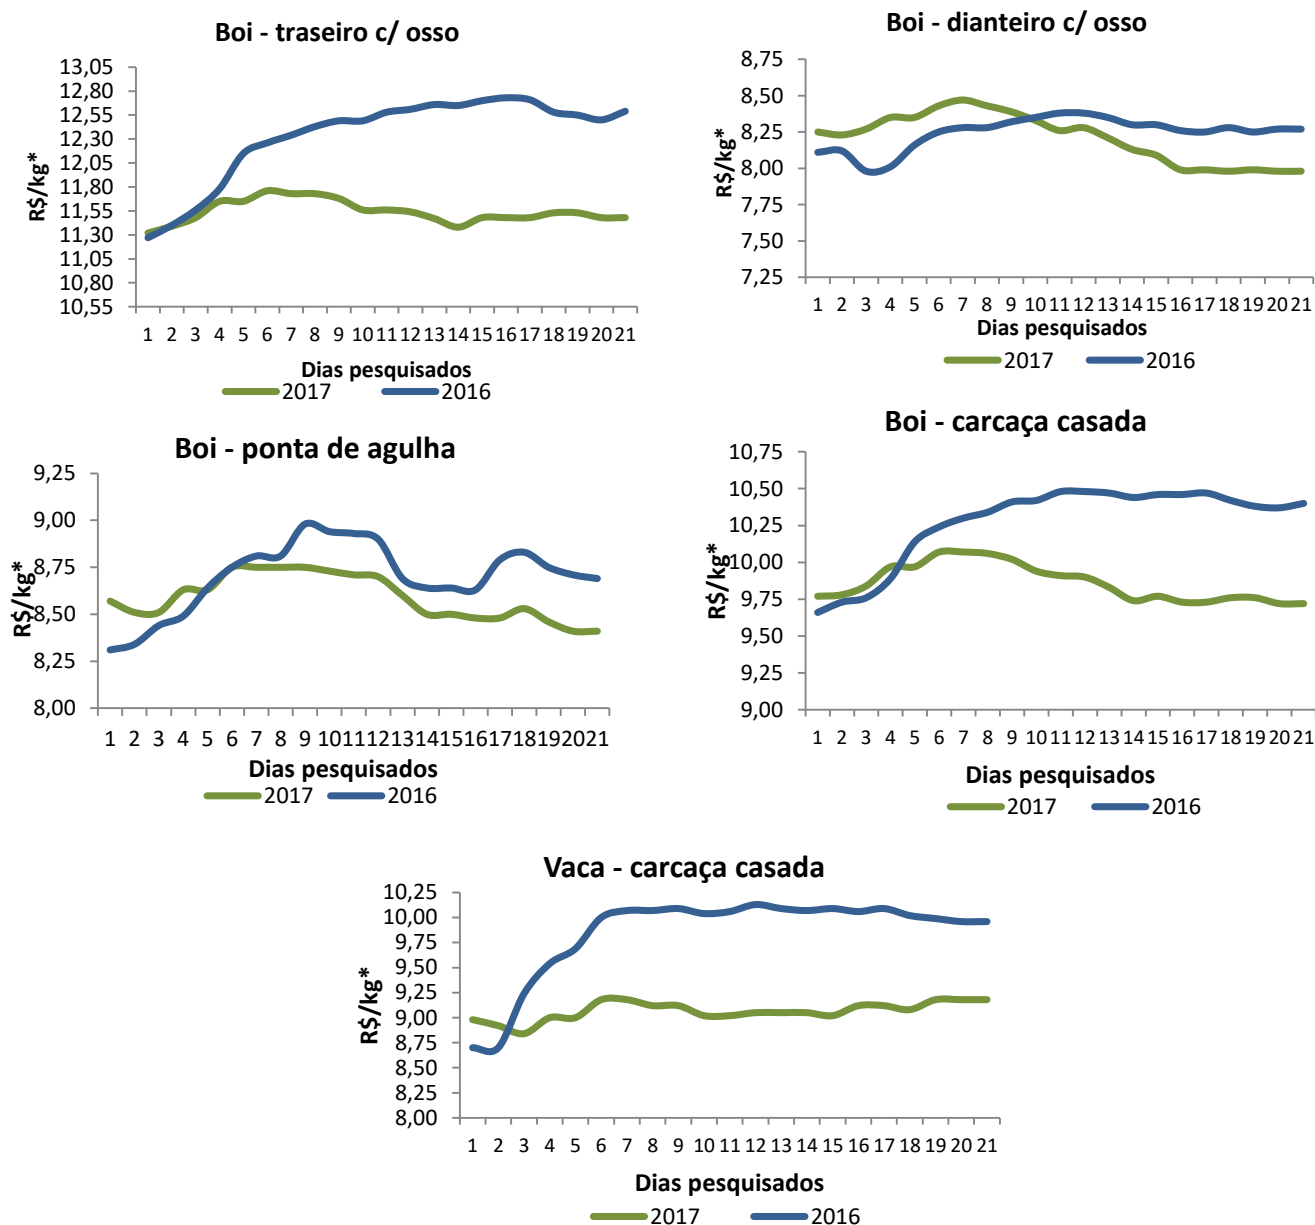 Boi - traseiro c/ osso
13,05
12,80
12,55
12,30
12,05
11,80
11,55
11,30
11,05
10,80
10,55
R$/kg*
1 2 3 4 5 6 7 8 9 10 11 12 13 14 15 16 17 18 19 20 21
Dias pesquisados
2017 2016
Boi - dianteiro c/ osso
8,75
8,50
8,25
8,00
7,75
7,50
7,25
R$/kg*
1 2 3 4 5 6 7 8 9 10 11 12 13 14 15 16 17 18 19 20 21
Dias pesquisados
2017 2016
Boi - ponta de agulha
9,25
9,00
8,75
8,50
8,25
8,00
R$/kg*
1 2 3 4 5 6 7 8 9 10 11 12 13 14 15 16 17 18 19 20 21
Dias pesquisados
2017 2016
Boi - carcaça casada
10,75
10,50
10,25
10,00
9,75
9,50
9,25
9,00
R$/kg*
1 2 3 4 5 6 7 8 9 10 11 12 13 14 15 16 17 18 19 20 21
Dias pesquisados
2017 2016
Vaca - carcaça casada
10,25
10,00
9,75
9,50
9,25
9,00
8,75
8,50
8,25
8,00
R$/kg*
1 2 3 4 5 6 7 8 9 10 11 12 13 14 15 16 17 18 19 20 21
Dias pesquisados
2017 2016